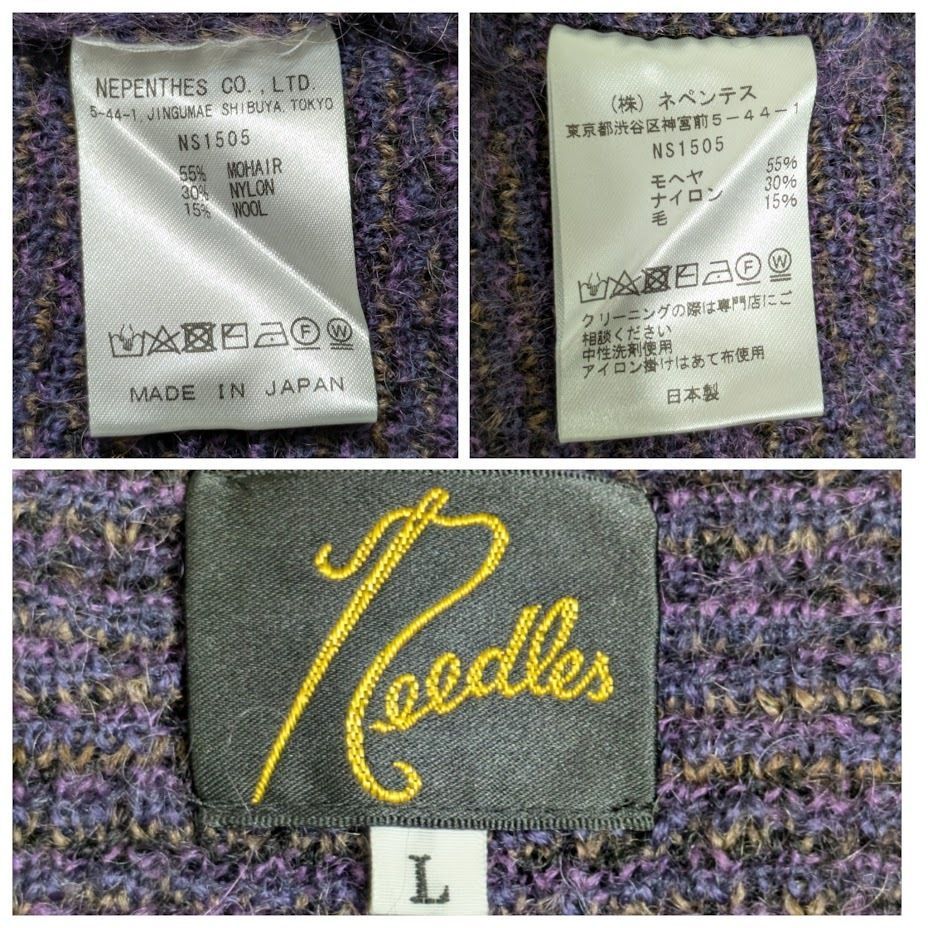 NEPENTHES CO., LTD.
5-44-1, JINGUMAE SHIBUYA, TOKYO
NS1505
55% MOHAIR
30% NYLON
15% WOOL
F W
MADE IN JAPAN
(株) ネペンテス
東京都渋谷区神宮前5-44-1
NS1505
モヘヤ 55%
ナイロン 30%
毛 15%
F W
クリーニングの際は専門店にご
相談ください
中性洗剤使用
アイロン掛けはあて布使用
日本製
Needles
L